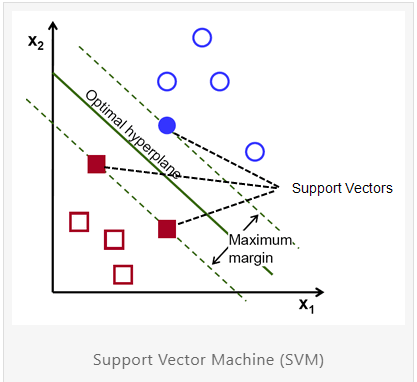 x2
Optimal hyperplane
Support Vectors
Maximum
margin
x1
Support Vector Machine (SVM)